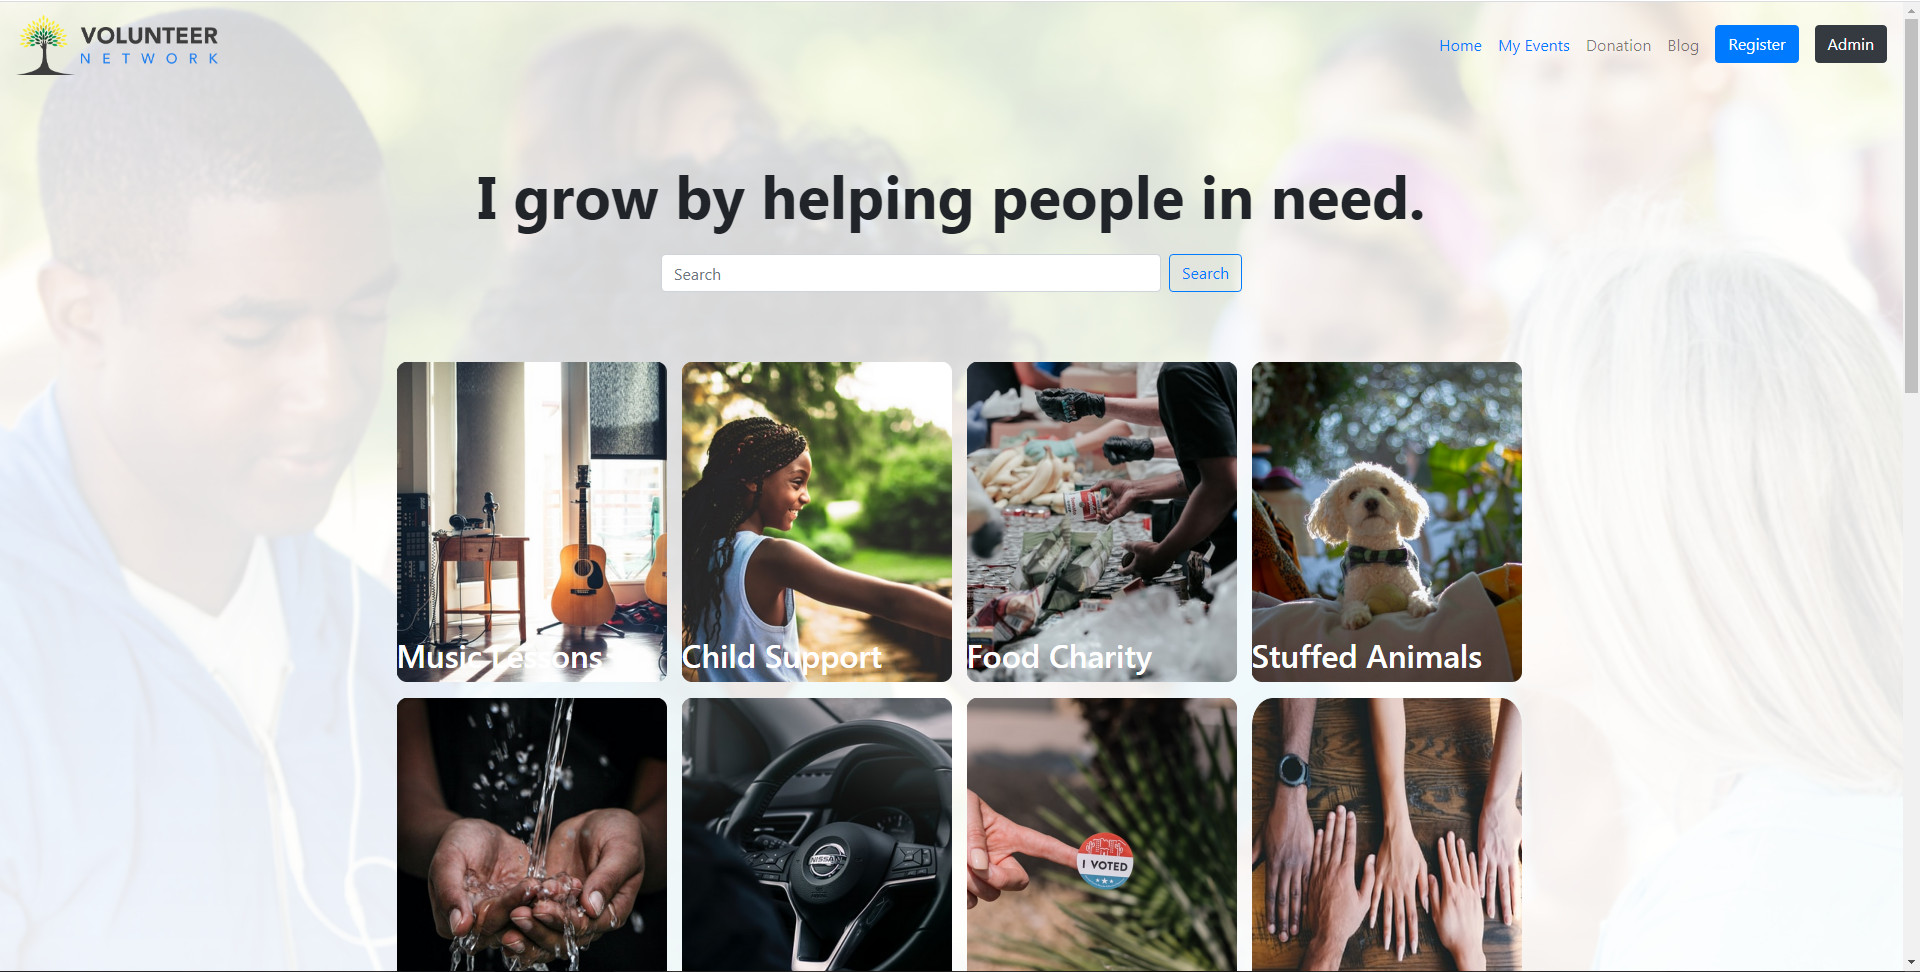 VOLUNTEER
NETWORK
Home
My Events
Donation
Blog
Register
Admin
I grow by helping people in need.
Search
Search
Music Lessons
Child Support
Food Charity
Stuffed Animals
NISSAN
I VOTED